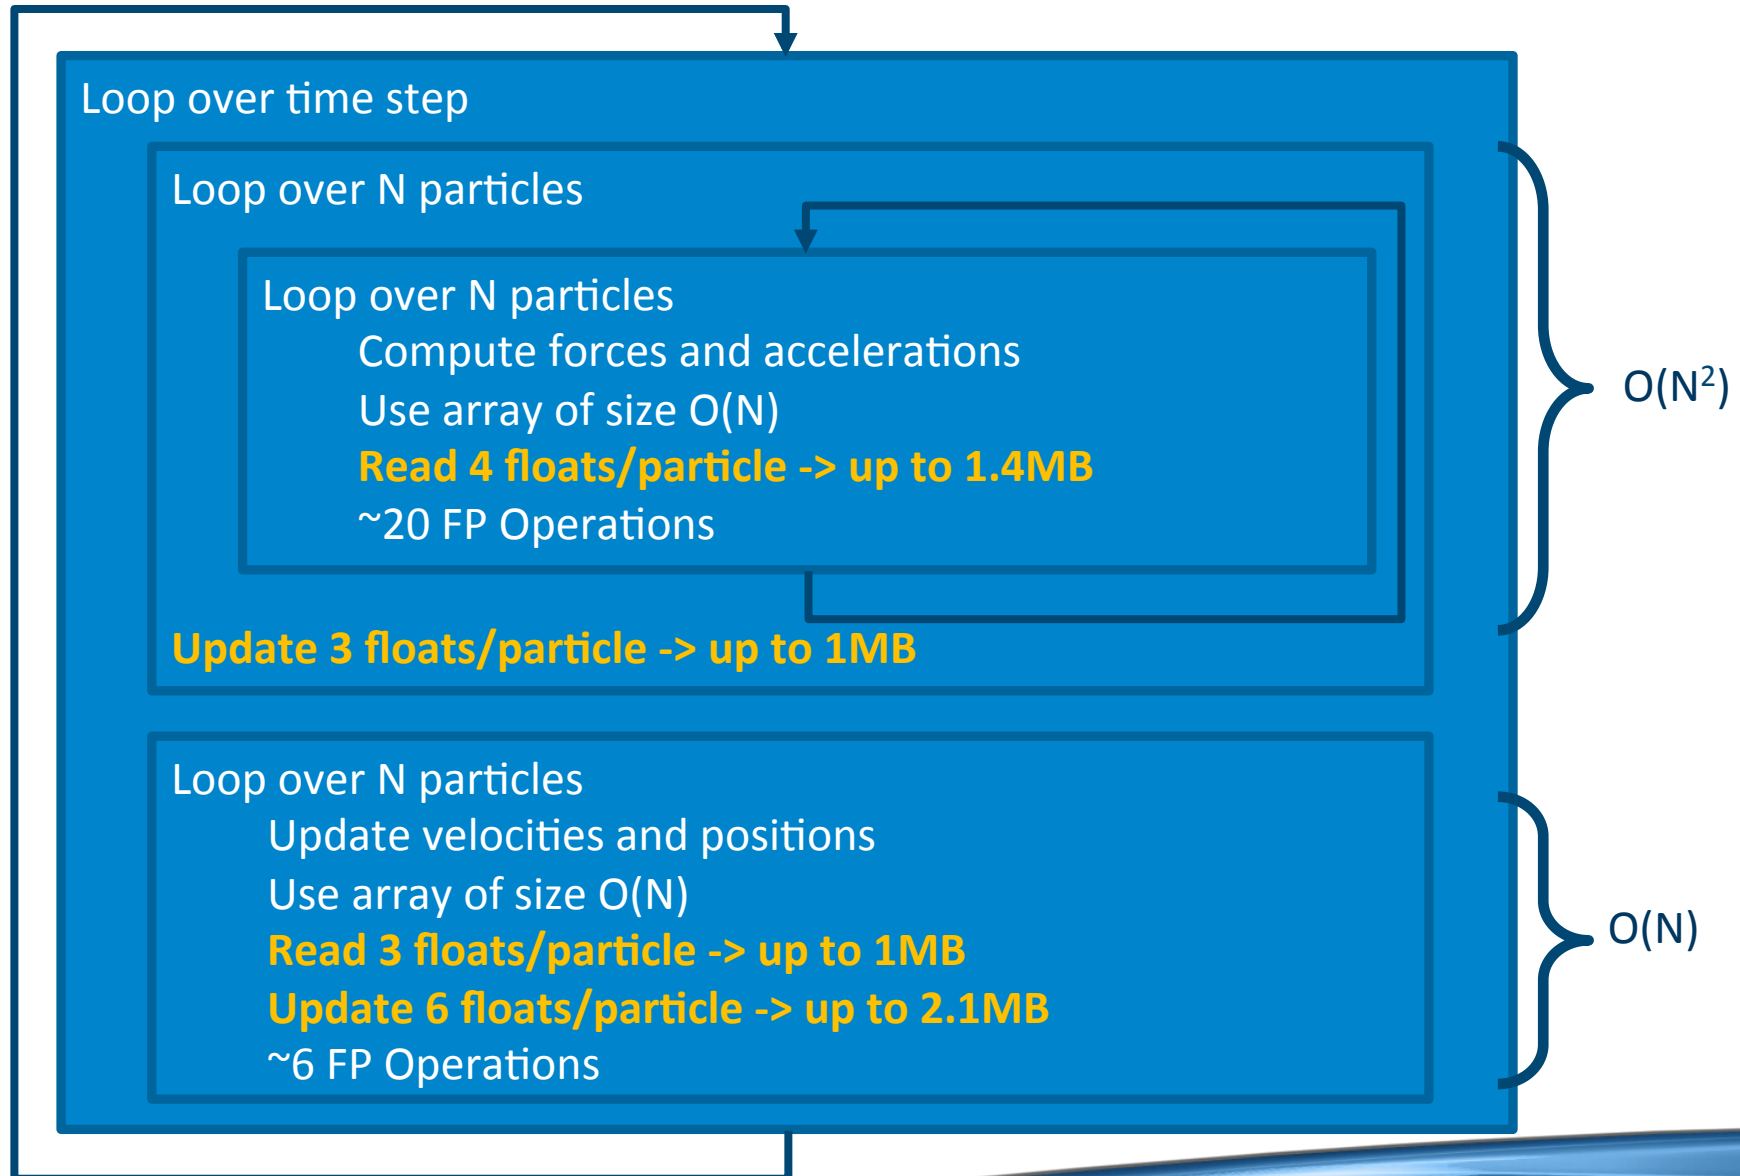 Loop over time step
Loop over N particles
Loop over N particles
Compute forces and accelerations
Use array of size O(N)
Read 4 floats/particle -> up to 1.4MB
~20 FP Operations
Update 3 floats/particle -> up to 1MB
O(N²)
Loop over N particles
Update velocities and positions
Use array of size O(N)
Read 3 floats/particle -> up to 1MB
Update 6 floats/particle -> up to 2.1MB
~6 FP Operations
O(N)